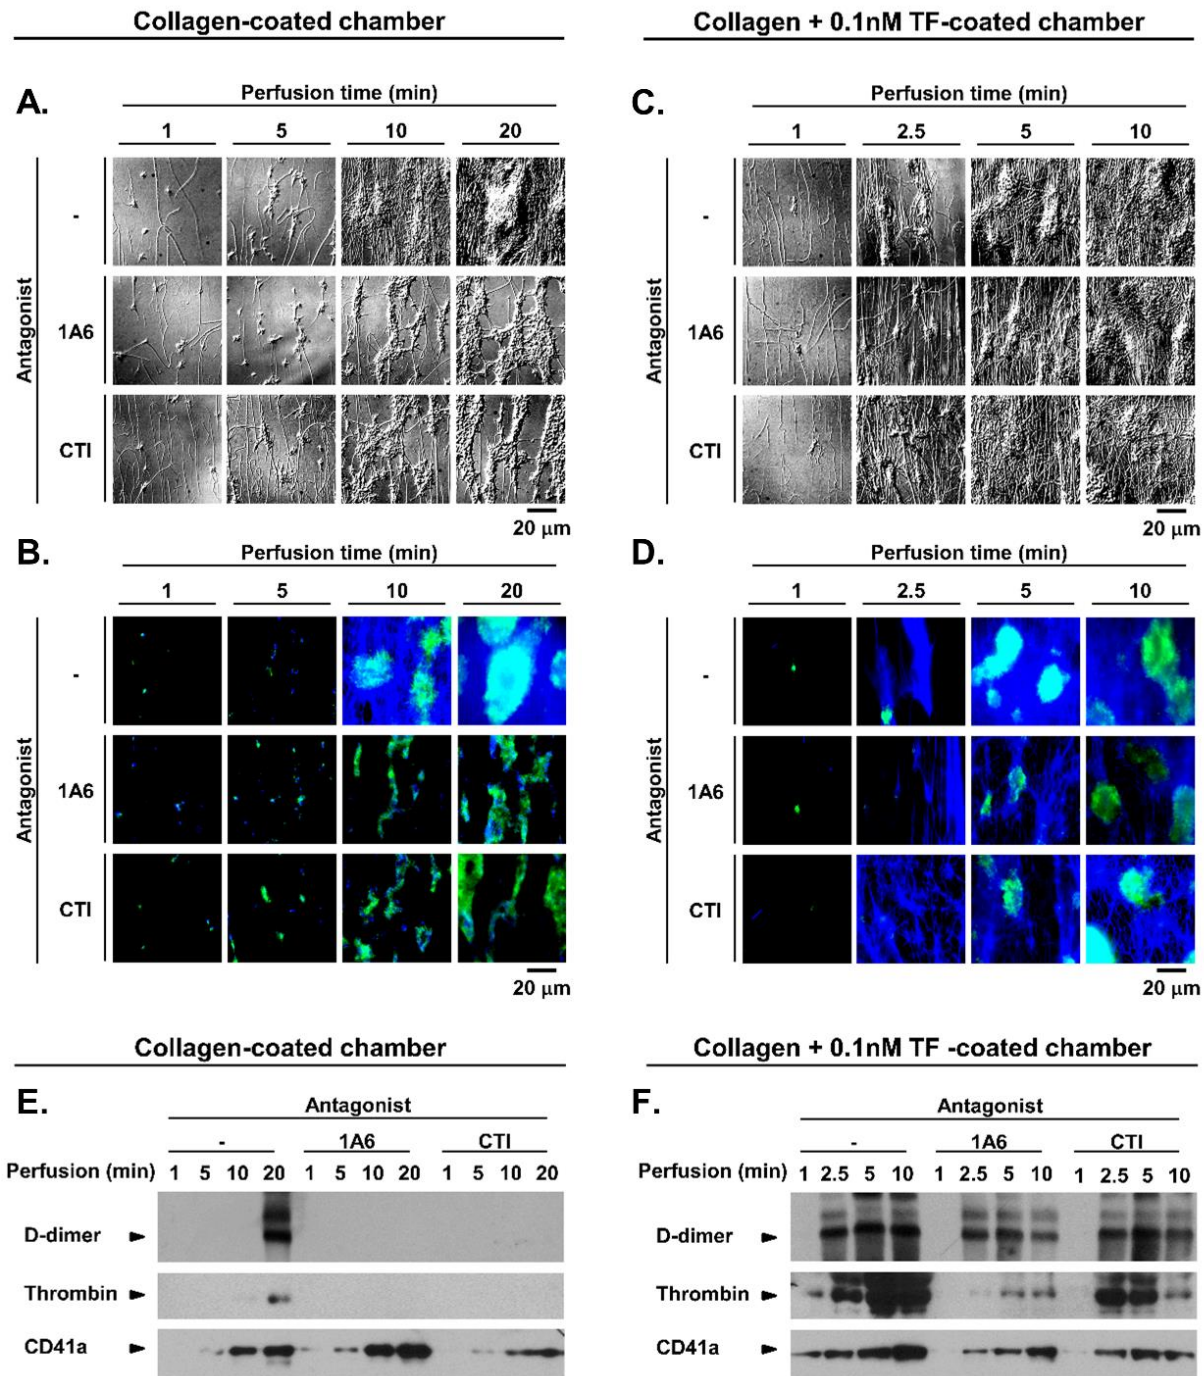 Collagen-coated chamber
Collagen + 0.1nM TF-coated chamber
A.
Perfusion time (min)
1 5 10 20
Antagonist
-
1A6
CTI
20 μm
C.
Perfusion time (min)
1 2.5 5 10
Antagonist
-
1A6
CTI
20 μm
B.
Perfusion time (min)
1 5 10 20
Antagonist
-
1A6
CTI
20 μm
D.
Perfusion time (min)
1 2.5 5 10
Antagonist
-
1A6
CTI
20 μm
Collagen-coated chamber
Collagen + 0.1nM TF -coated chamber
E.
Antagonist
- 1A6 CTI
Perfusion (min) 1 5 10 20 1 5 10 20 1 5 10 20
D-dimer
Thrombin
CD41a
F.
Antagonist
- 1A6 CTI
Perfusion (min) 1 2.5 5 10 1 2.5 5 10 1 2.5 5 10
D-dimer
Thrombin
CD41a